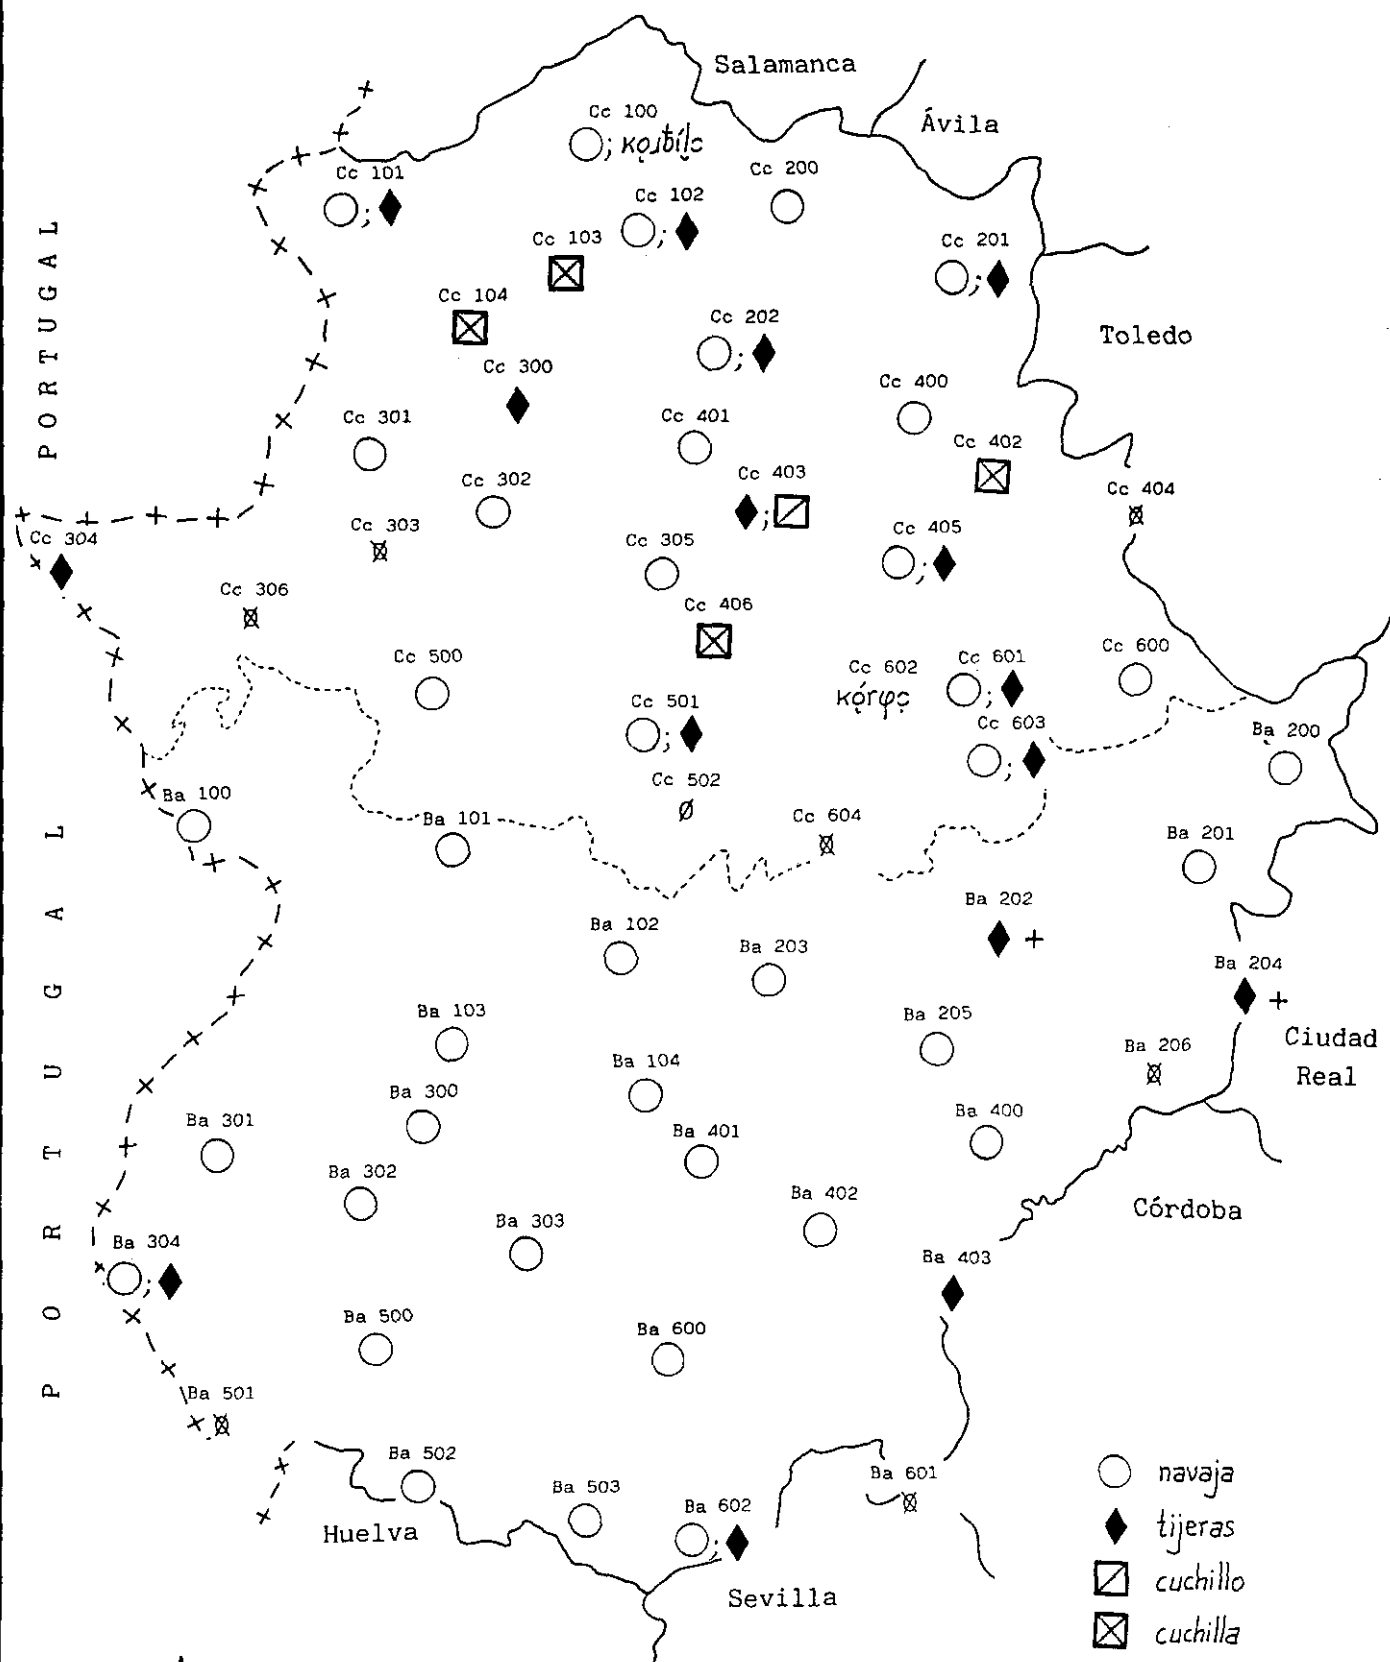 Salamanca
Ávila
Cc 100
Cc 101
Cc 200
Cc 102
Cc 103
Cc 201
Cc 104
Cc 202
Toledo
Cc 300
Cc 400
Cc 301
Cc 401
Cc 402
Cc 302
Cc 403
Cc 404
Cc 303
Cc 405
Cc 304
Cc 305
Cc 306
Cc 406
Cc 500
Cc 602
Cc 601
Cc 600
Cc 501
Cc 603
Ba 200
Cc 502
Ba 100
Ba 101
Cc 604
Ba 201
Ba 202
Ba 102
Ba 203
Ba 204
Ba 103
Ba 205
Ciudad
Real
Ba 206
Ba 104
Ba 300
Ba 400
Ba 301
Ba 401
Ba 302
Ba 402
Córdoba
Ba 303
Ba 304
Ba 403
Ba 500
Ba 600
Ba 501
Ba 502
Ba 601
Ba 503
Ba 602
Huelva
Sevilla
PORTUGAL
PORTUGAL
navaja
tijeras
cuchillo
cuchilla